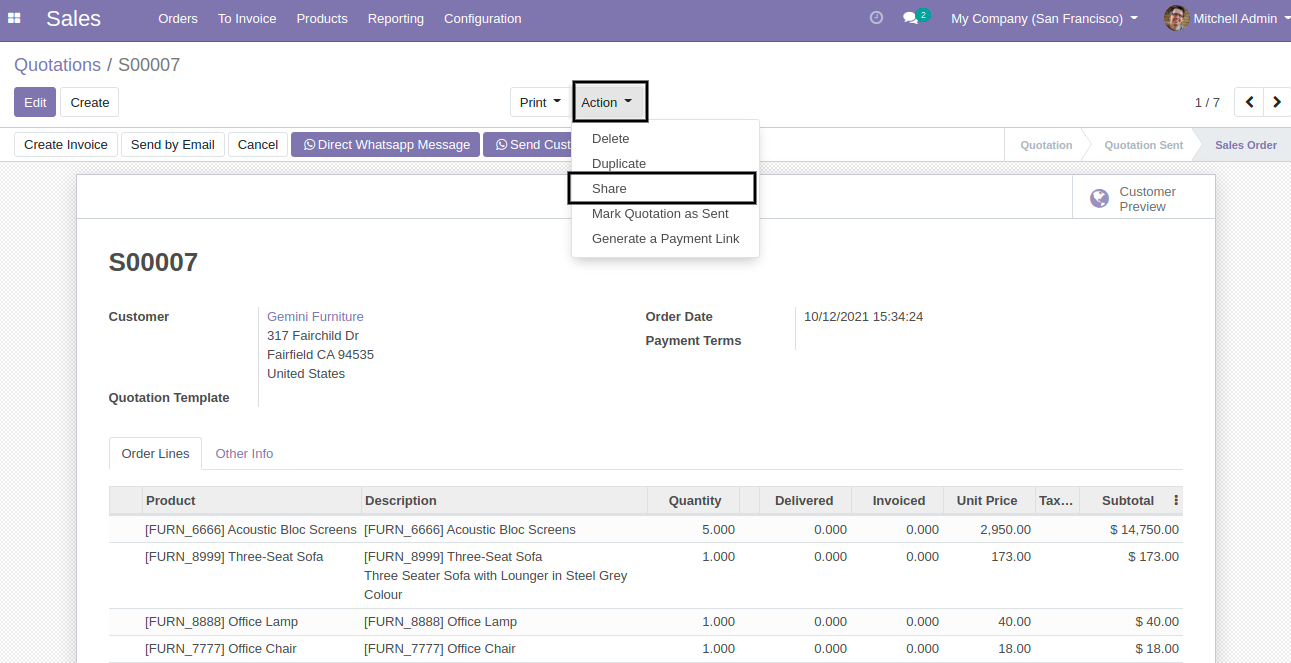 Sales Orders To Invoice Products Reporting Configuration 2 My Company (San Francisco) Mitchell Admin
Quotations / S00007
Edit Create Print Action 1 / 7
Create Invoice Send by Email Cancel Direct Whatsapp Message Send Cust Quotation Quotation Sent Sales Order
Delete
Duplicate
Share
Mark Quotation as Sent
Generate a Payment Link
Customer
Preview
S00007
Customer Gemini Furniture
317 Fairchild Dr
Fairfield CA 94535
United States
Quotation Template
Order Date 10/12/2021 15:34:24
Payment Terms
Order Lines Other Info
Product Description Quantity Delivered Invoiced Unit Price Tax... Subtotal
[FURN_6666] Acoustic Bloc Screens [FURN_6666] Acoustic Bloc Screens 5.000 0.000 0.000 2,950.00 $ 14,750.00
[FURN_8999] Three-Seat Sofa [FURN_8999] Three-Seat Sofa 1.000 0.000 0.000 173.00 $ 173.00
Three Seater Sofa with Lounger in Steel Grey
Colour
[FURN_8888] Office Lamp [FURN_8888] Office Lamp 1.000 0.000 0.000 40.00 $ 40.00
[FURN_7777] Office Chair [FURN_7777] Office Chair 1.000 0.000 0.000 18.00 $ 18.00